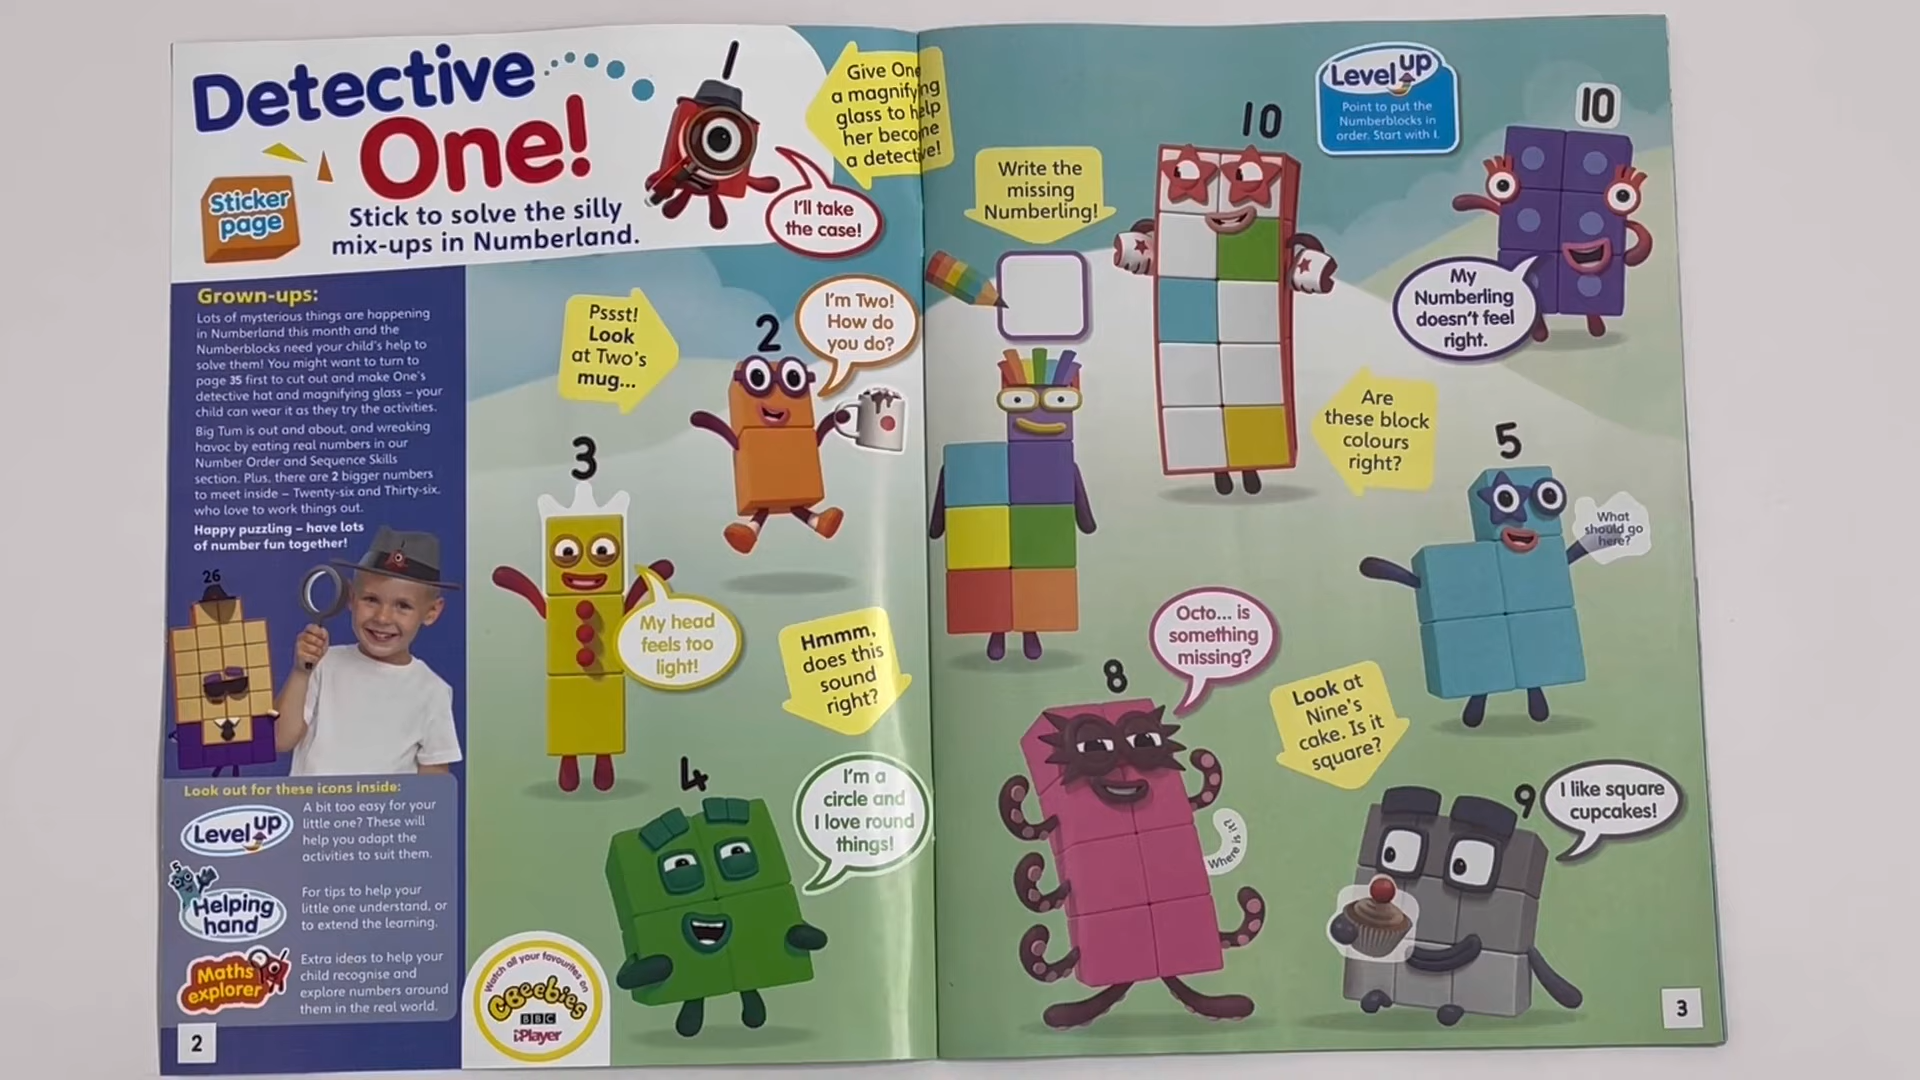 Detective
One!
Sticker
page
Stick to solve the silly
mix-ups in Numberland.
I'll take
the case!
Give One
a magnifying
glass to help
her become
a detective!
Grown-ups:
Lots of mysterious things are happening
in Numberland this month and the
Numberblocks need your child's help to
solve them! You might want to turn to
page 35 first to cut out and make One's
detective hat and magnifying glass – your
child can wear it as they try the activities.
Big Tum is out and about, and wreaking
havoc by eating real numbers in our
Number Order and Sequence Skills
section. Plus, there are 2 bigger numbers
to meet inside – Twenty-six and Thirty-six,
who love to work things out.
Happy puzzling – have lots
of number fun together!
26
Look out for these icons inside:
Level up
A bit too easy for your
little one? These will
help you adapt the
activities to suit them.
5
Helping
hand
For tips to help your
little one understand, or
to extend the learning.
Maths
explorer
Extra ideas to help your
child recognise and
explore numbers around
them in the real world.
2
Pssst!
Look
at Two's
mug...
2
I'm Two!
How do
you do?
3
My head
feels too
light!
Hmmm,
does this
sound
right?
4
I'm a
circle and
I love round
things!
Watch all your favourites on
CBeebies
BBC
iPlayer
Write the
missing
Numberling!
10
Level up
Point to put the
Numberblocks in
order. Start with 1.
10
My
Numberling
doesn't feel
right.
Are
these block
colours
right?
5
What
should go
here?
Octo... is
something
missing?
8
Where is it?
Look at
Nine's
cake. Is it
square?
9
I like square
cupcakes!
3